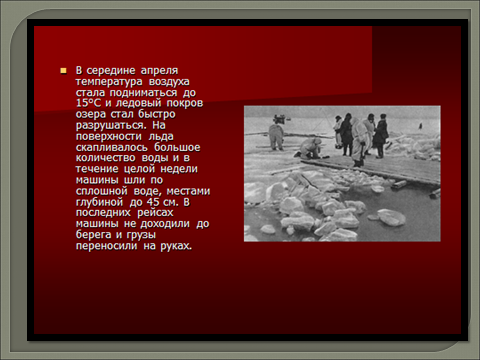 В середине апреля
температура воздуха
стала подниматься до
15°С и ледовый покров
озера стал быстро
разрушаться. На
поверхности льда
скапливалось большое
количество воды и в
течение целой недели
машины шли по
сплошной воде, местами
глубиной до 45 см. В
последних рейсах
машины не доходили до
берега и грузы
переносили на руках.